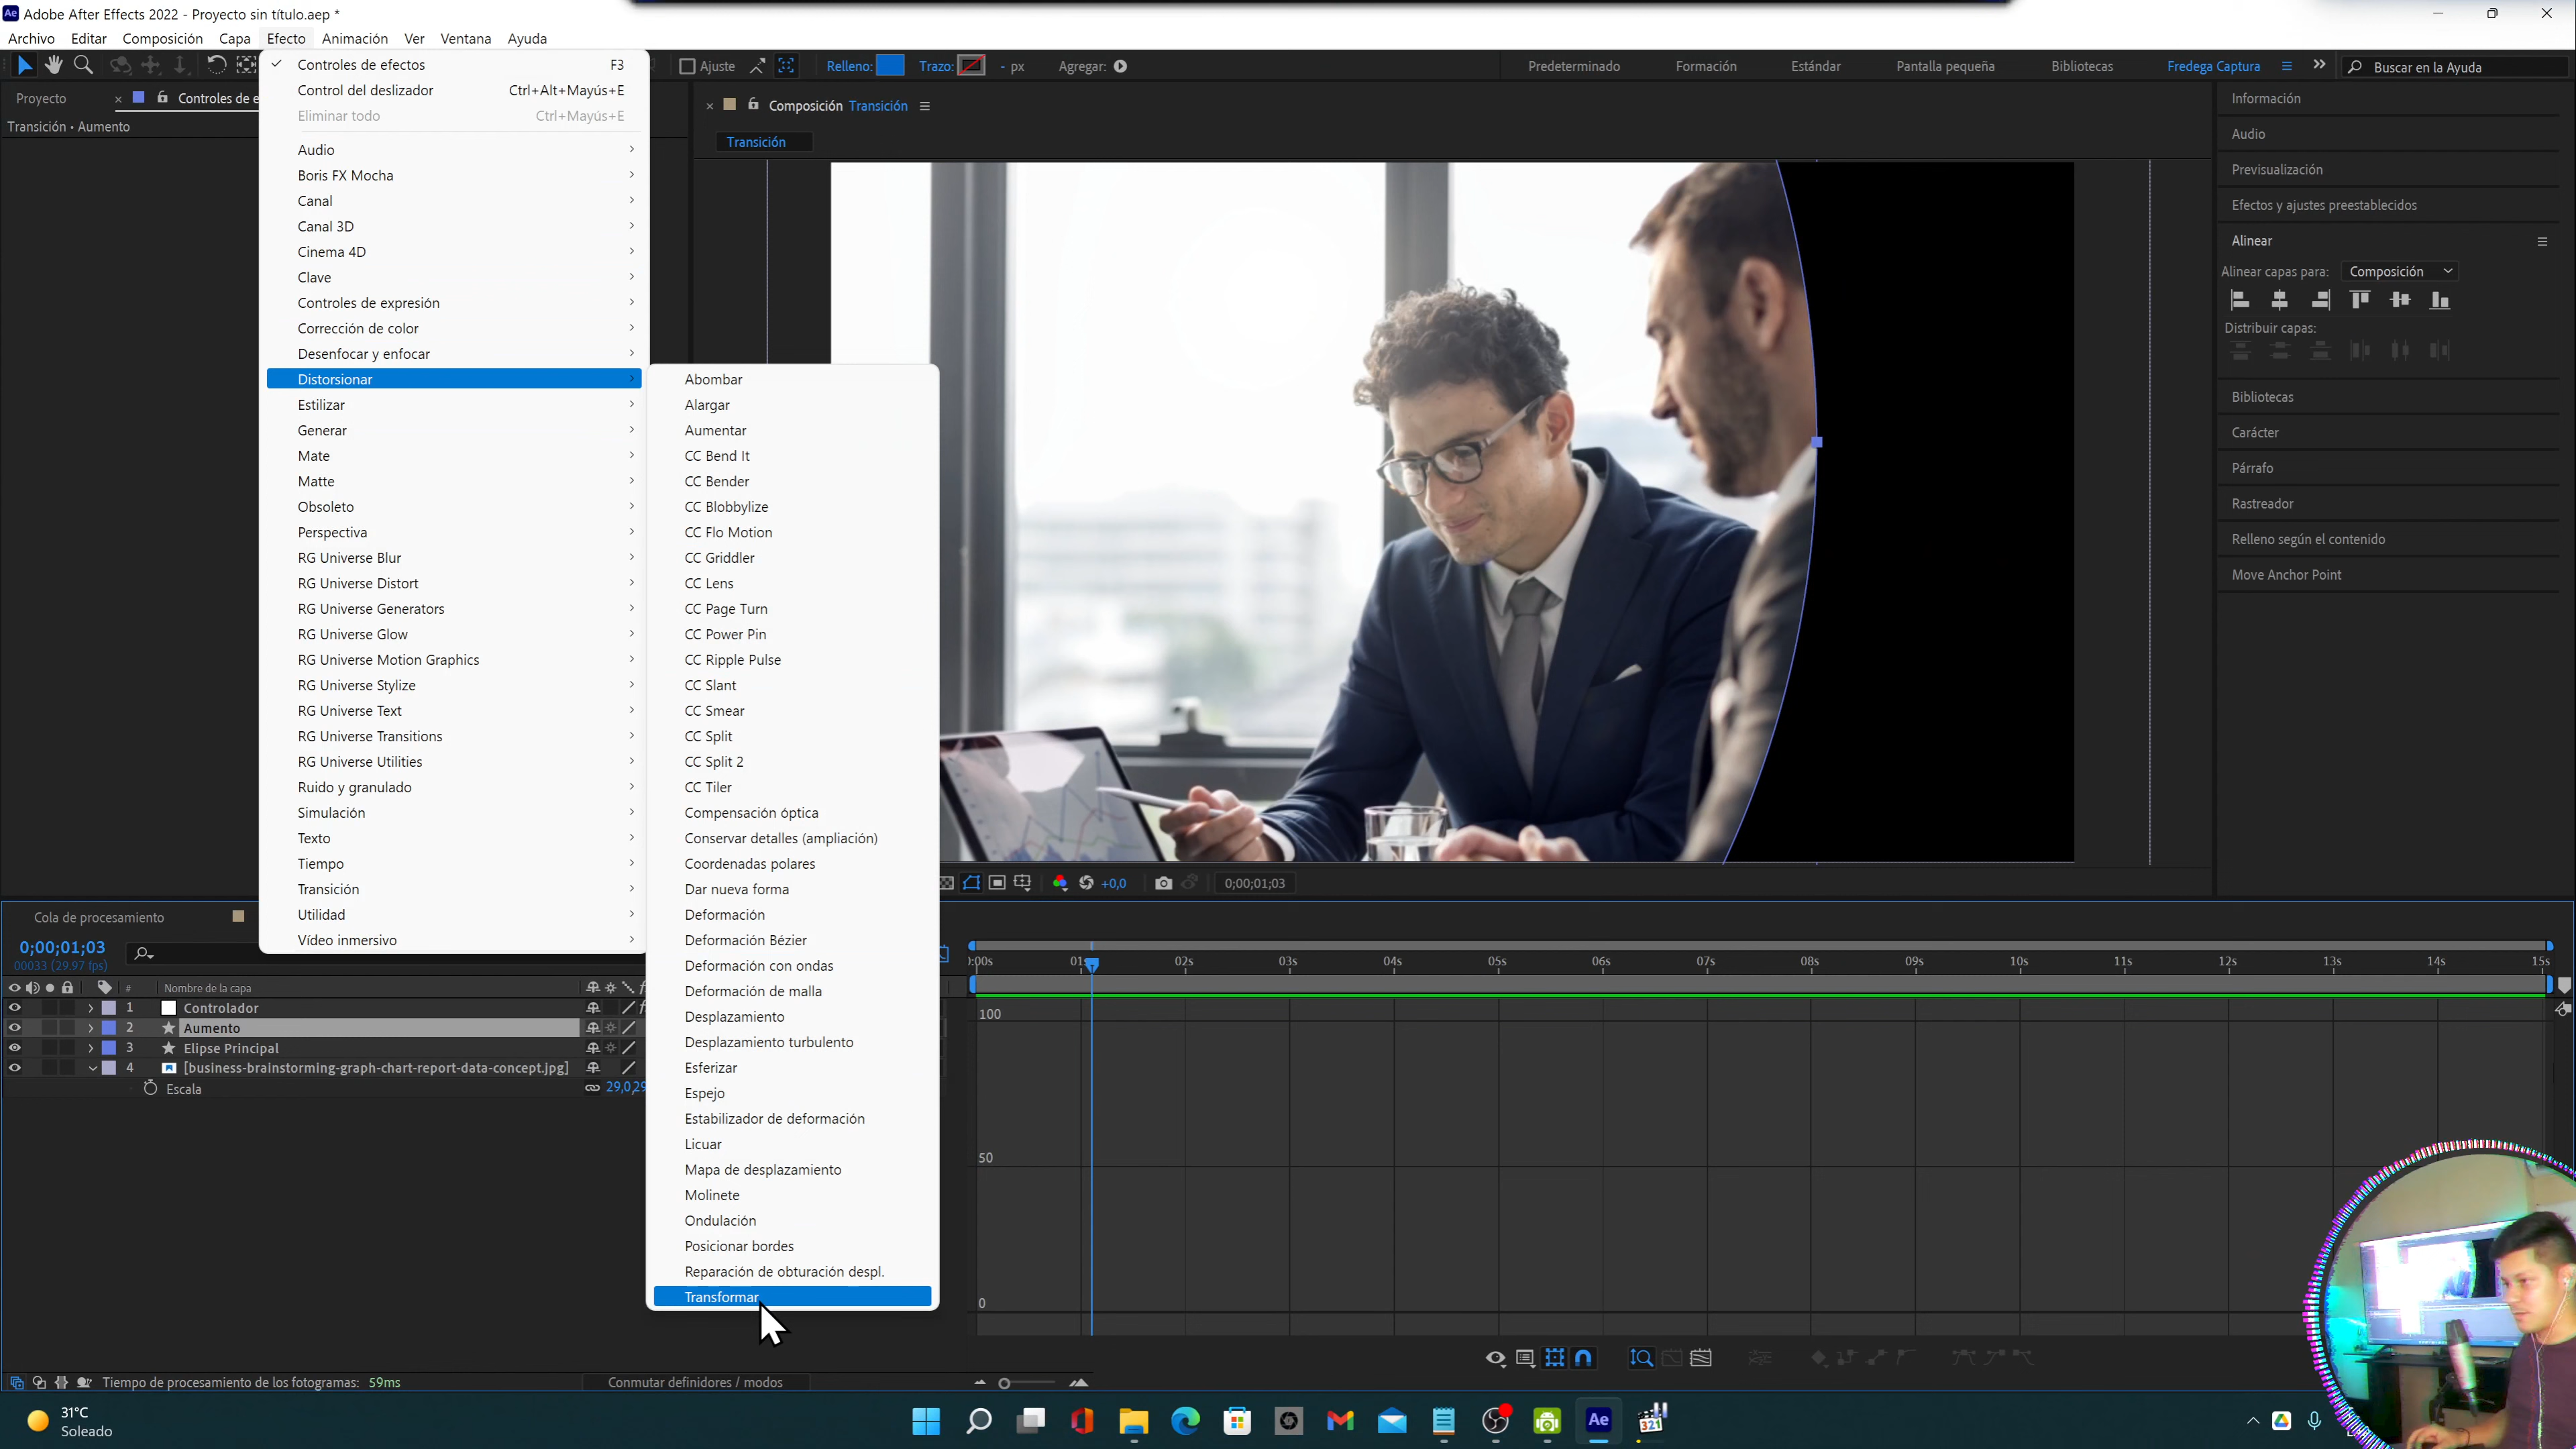 Adobe After Effects 2022 - Proyecto sin título.aep *
Archivo Editar Composición Capa Efecto Animación Ver Ventana Ayuda
Ajuste Relleno: Trazo: - px Agregar:
Predeterminado Formación Estándar Pantalla pequeña Bibliotecas Fredega Captura Buscar en la Ayuda
Proyecto Controles de e
Transición • Aumento
Composición Transición
Transición
Controles de efectos F3
Control del deslizador Ctrl+Alt+Mayús+E
Eliminar todo Ctrl+Mayús+E
Audio
Boris FX Mocha
Canal
Canal 3D
Cinema 4D
Clave
Controles de expresión
Corrección de color
Desenfocar y enfocar
Distorsionar
Estilizar
Generar
Mate
Matte
Obsoleto
Perspectiva
RG Universe Blur
RG Universe Distort
RG Universe Generators
RG Universe Glow
RG Universe Motion Graphics
RG Universe Stylize
RG Universe Text
RG Universe Transitions
RG Universe Utilities
Ruido y granulado
Simulación
Texto
Tiempo
Transición
Utilidad
Vídeo inmersivo
Abombar
Alargar
Aumentar
CC Bend It
CC Bender
CC Blobbylize
CC Flo Motion
CC Griddler
CC Lens
CC Page Turn
CC Power Pin
CC Ripple Pulse
CC Slant
CC Smear
CC Split
CC Split 2
CC Tiler
Compensación óptica
Conservar detalles (ampliación)
Coordenadas polares
Dar nueva forma
Deformación
Deformación Bézier
Deformación con ondas
Deformación de malla
Desplazamiento
Desplazamiento turbulento
Esferizar
Espejo
Estabilizador de deformación
Licuar
Mapa de desplazamiento
Molinete
Ondulación
Posicionar bordes
Reparación de obturación despl.
Transformar
Información
Audio
Previsualización
Efectos y ajustes preestablecidos
Alinear
Alinear capas para: Composición
Distribuir capas:
Bibliotecas
Carácter
Párrafo
Rastreador
Relleno según el contenido
Move Anchor Point
+0,0 0;00;01;03
Cola de procesamiento
0;00;01;03
00033 (29.97 fps)
# Nombre de la capa
1 Controlador
2 Aumento
3 Elipse Principal
4 [business-brainstorming-graph-chart-report-data-concept.jpg]
Escala 29,0,29
):00s 01s 02s 03s 04s 05s 06s 07s 08s 09s 10s 11s 12s 13s 14s 15s
100
50
0
Tiempo de procesamiento de los fotogramas: 59ms
Conmutar definidores / modos
31°C
Soleado
Ae
321